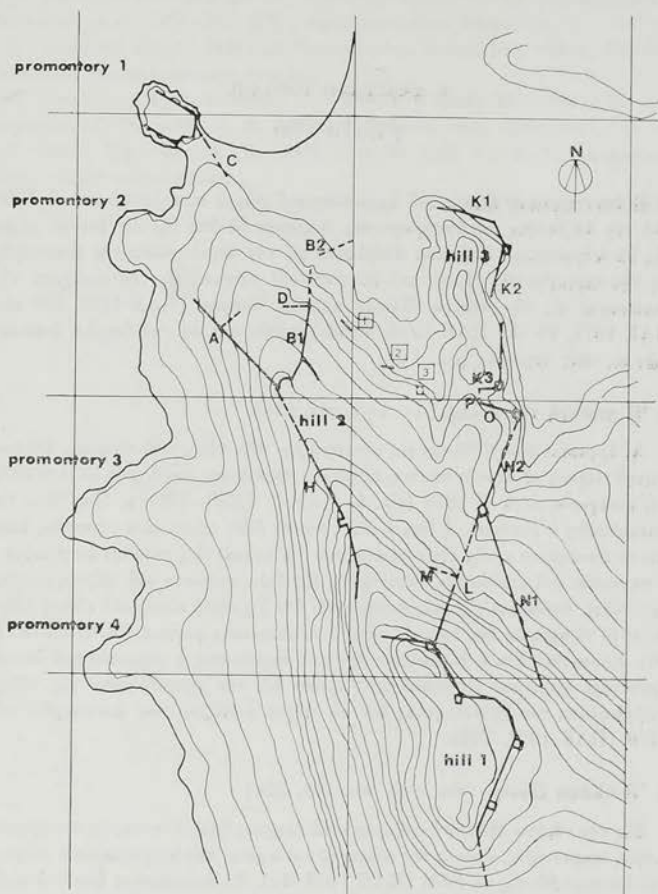 promontory 1
C
N
promontory 2
K1
B2
hill 3
K2
D
A
B1
1
2
3
K3
P
O
hill 2
promontory 3
H
N2
M
L
N1
promontory 4
hill 1